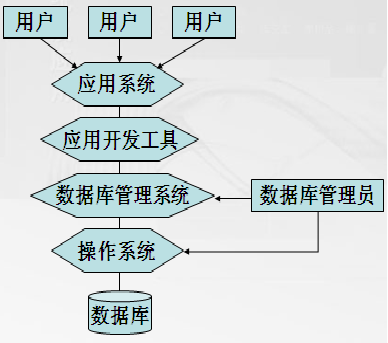 用户
用户
用户
应用系统
应用开发工具
数据库管理系统
数据库管理员
操作系统
数据库